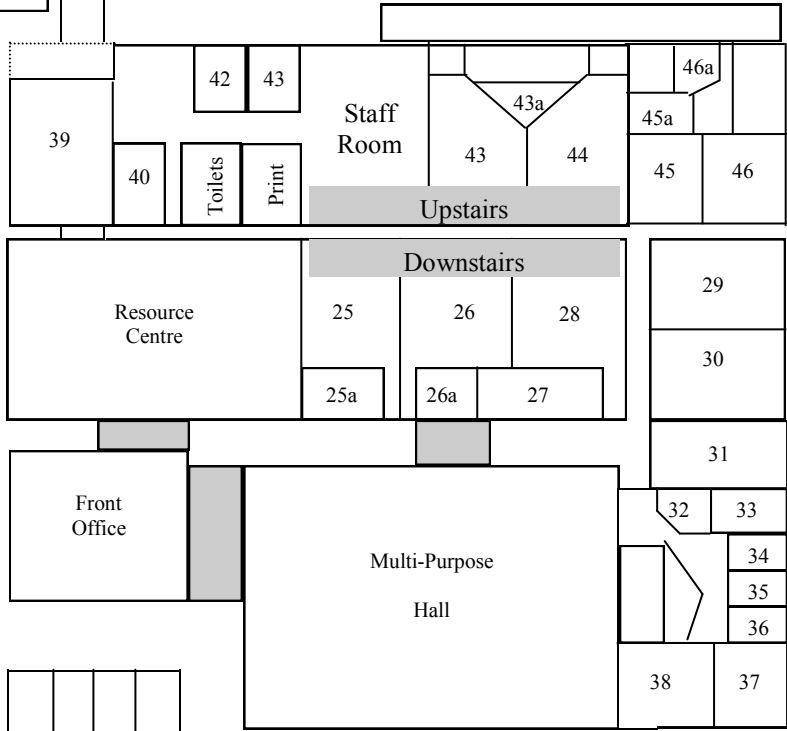 42
43
46a
43a
45a
Staff
Room
39
40
Toilets
Print
43
44
45
46
Upstairs
Downstairs
Resource
Centre
25
26
28
29
30
25a
26a
27
31
Front
Office
32
33
Multi-Purpose
Hall
34
35
36
38
37